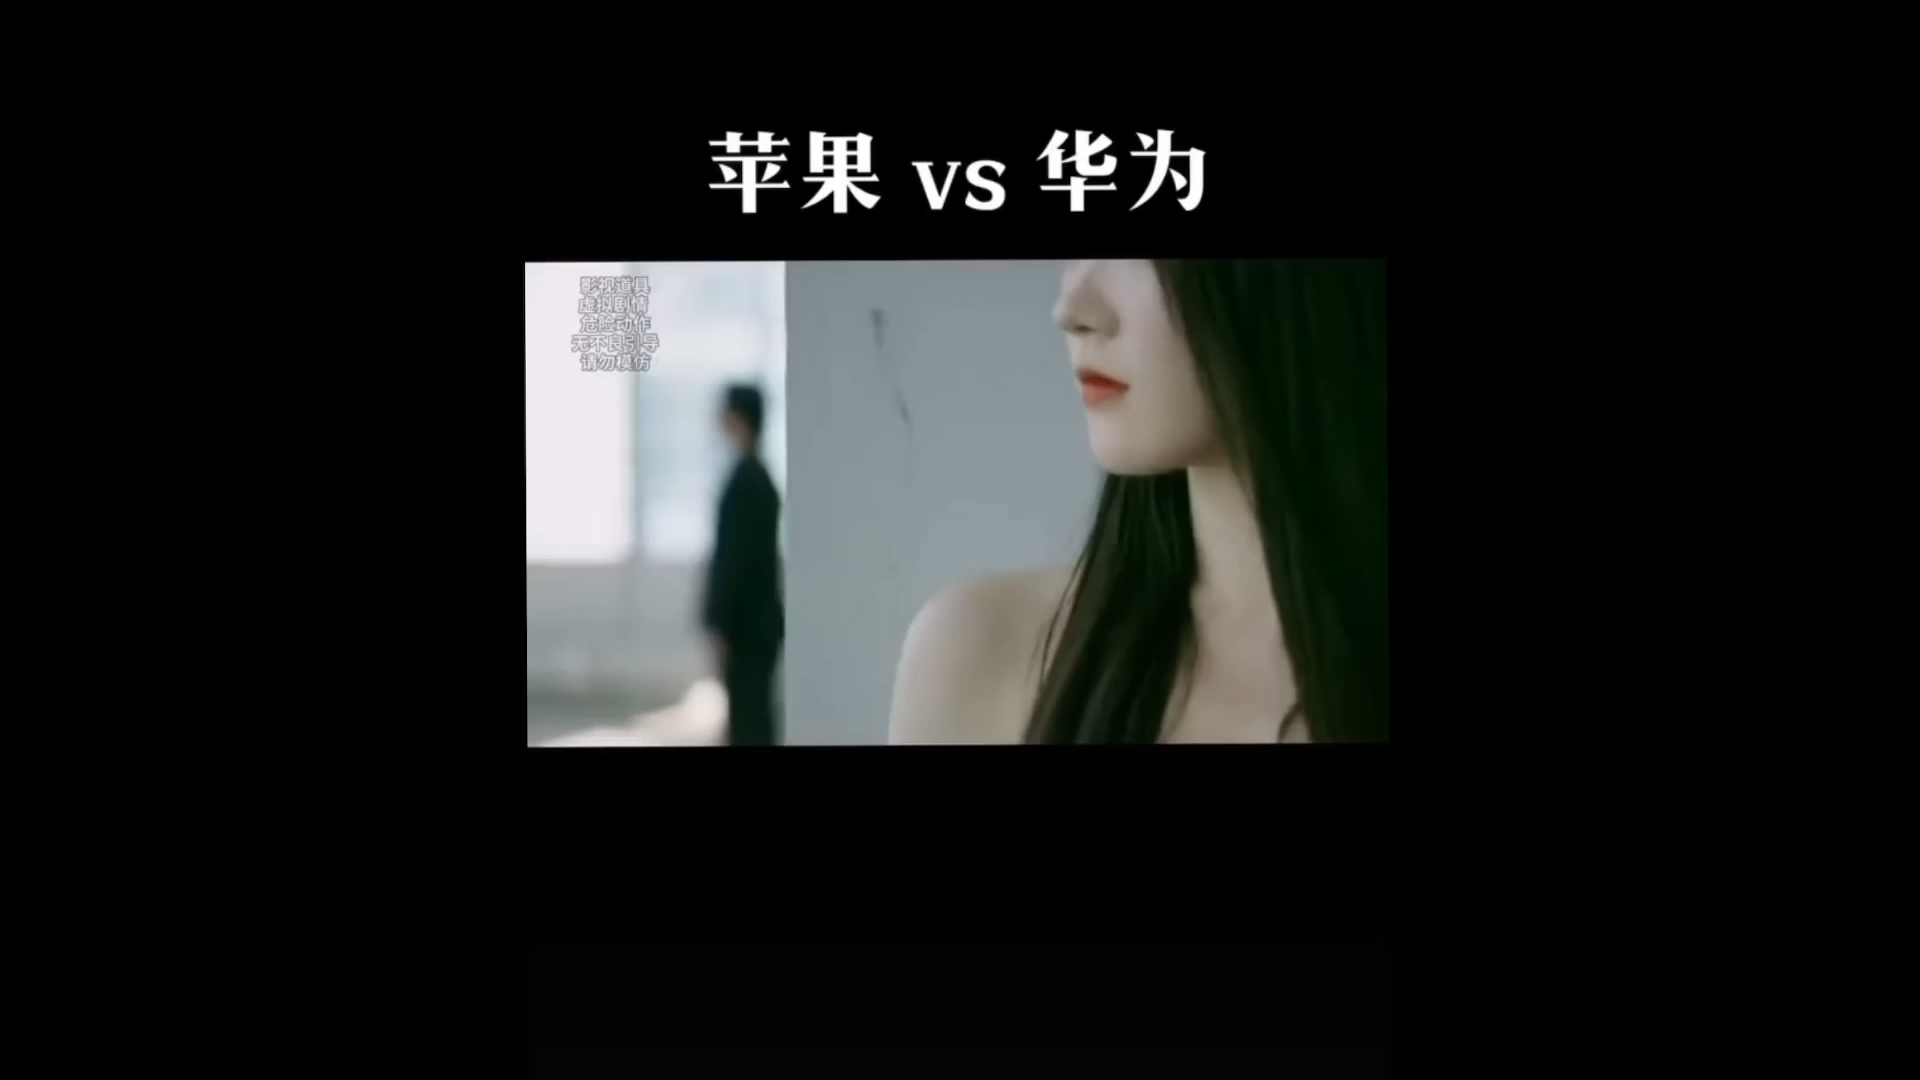 苹果 vs 华为
影视道具
虚拟剧情
危险动作
无不良引导
请勿模仿